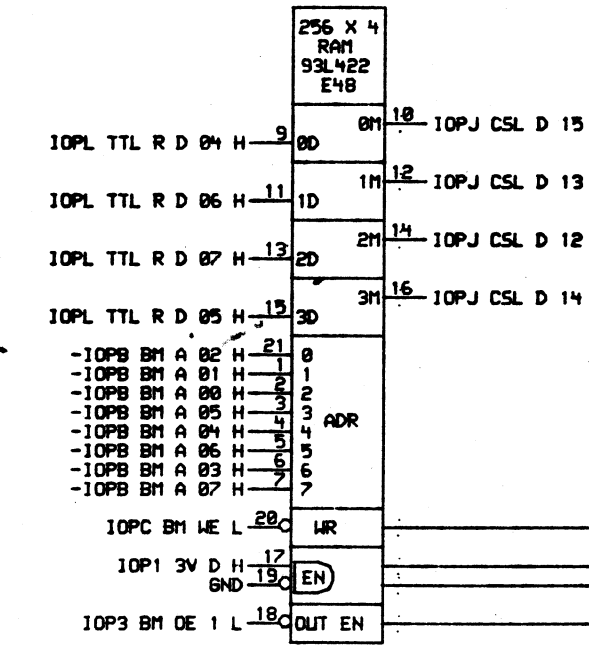 256 X 4
RAM
93L422
E48
0M 10 IOPJ CSL D 15
IOPL TTL R D 04 H 9 0D
1M 12 IOPJ CSL D 13
IOPL TTL R D 06 H 11 1D
2M 14 IOPJ CSL D 12
IOPL TTL R D 07 H 13 2D
3M 16 IOPJ CSL D 14
IOPL TTL R D 05 H 15 3D
-IOPB BM A 02 H 21 0
-IOPB BM A 01 H 1 1
-IOPB BM A 00 H 2 2
-IOPB BM A 05 H 3 3
ADR
-IOPB BM A 04 H 4 4
-IOPB BM A 06 H 5 5
-IOPB BM A 03 H 6 6
-IOPB BM A 07 H 7 7
IOPC BM WE L 20 WR
IOP1 3V D H 17
EN
GND 19
IOP3 BM OE 1 L 18 OUT EN